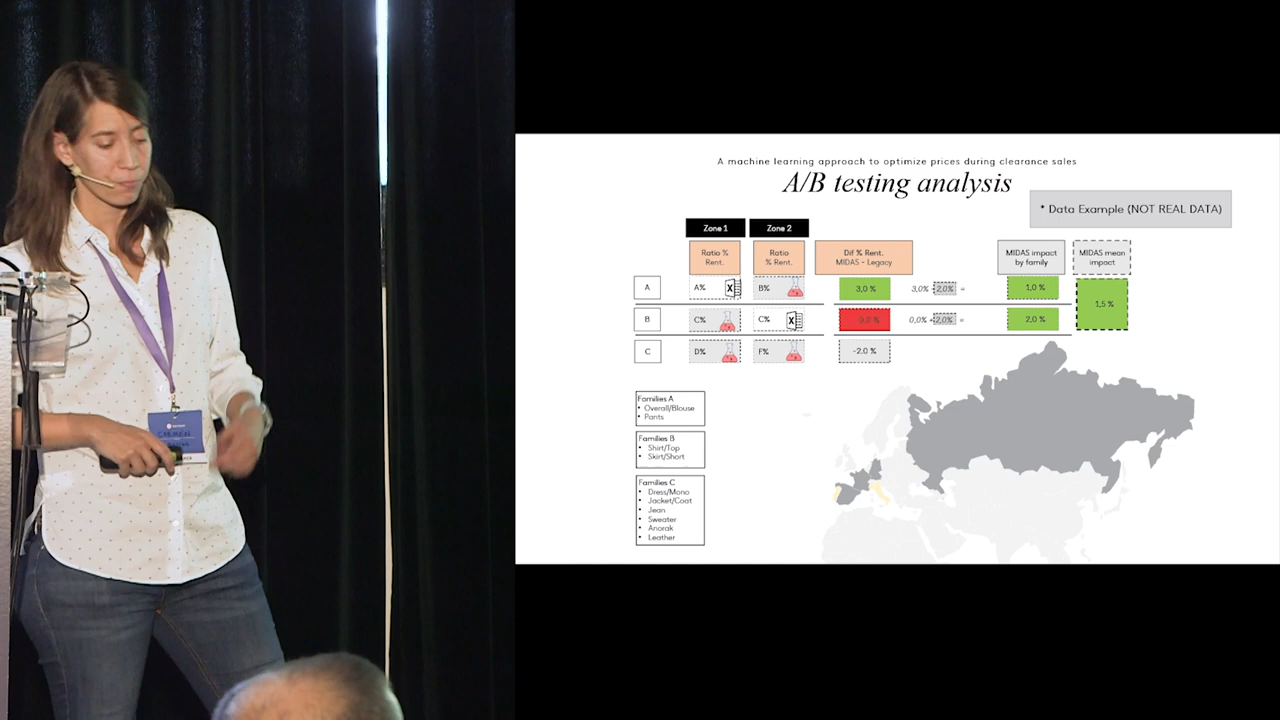 A machine learning approach to optimize prices during clearance sales
A/B testing analysis
* Data Example (NOT REAL DATA)
Zone 1
Zone 2
Ratio %
Rent.
Ratio
% Rent.
Dif % Rent.
MIDAS - Legacy
MIDAS impact
by family
MIDAS mean
impact
A
A%
B%
3,0 %
3,0% +2,0% =
1,0 %
1,5 %
B
C%
C%
0,0 %
0,0% +2,0% =
2,0 %
C
D%
F%
-2.0 %
Families A
• Overall/Blouse
• Pants
Families B
• Shirt/Top
• Skirt/Short
Families C
• Dress/Mono
• Jacket/Coat
• Jean
• Sweater
• Anorak
• Leather
CARMEN